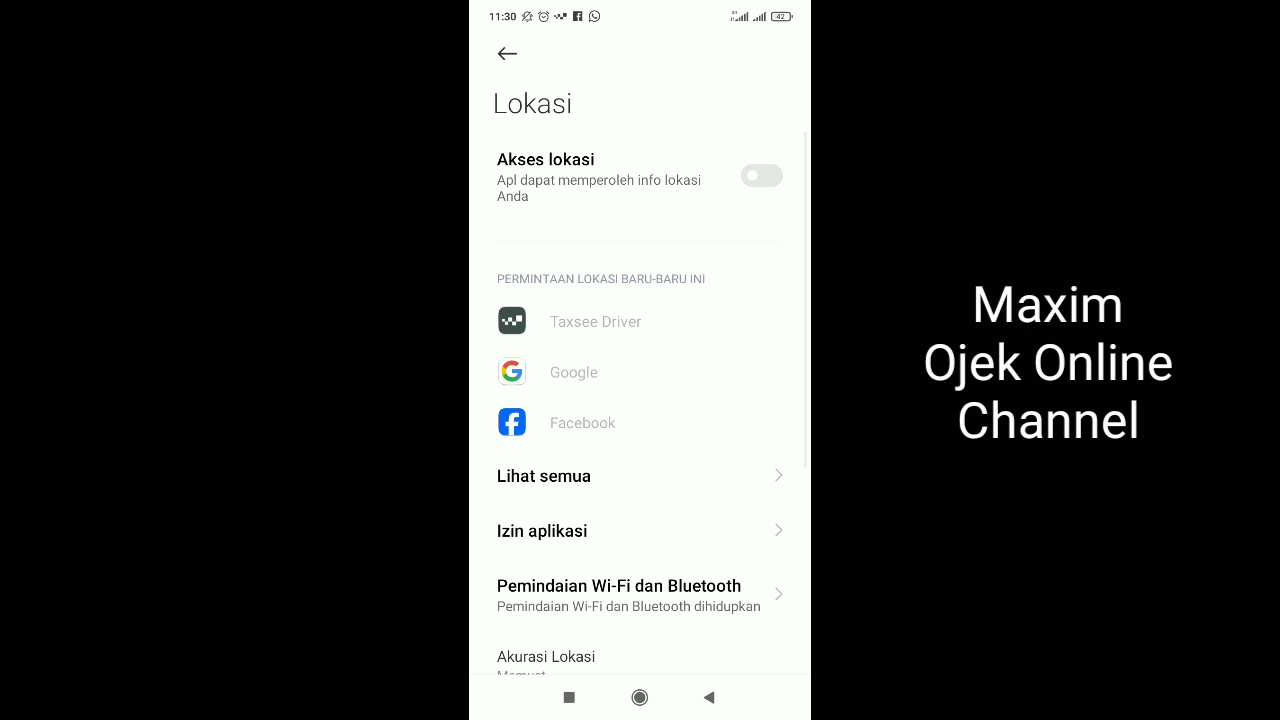 11:30
4G
42
Lokasi
Akses lokasi
Apl dapat memperoleh info lokasi
Anda
PERMINTAAN LOKASI BARU-BARU INI
Taxsee Driver
Google
Facebook
Lihat semua
Izin aplikasi
Pemindaian Wi-Fi dan Bluetooth
Pemindaian Wi-Fi dan Bluetooth dihidupkan
Akurasi Lokasi
Maxim
Ojek Online
Channel